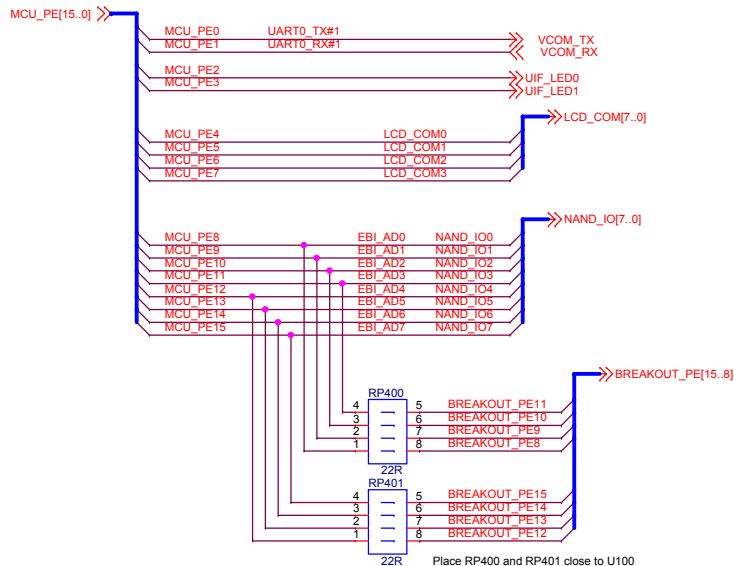 MCU_PE[15..0]
MCU_PE0 UART0_TX#1 VCOM_TX
MCU_PE1 UART0_RX#1 VCOM_RX
MCU_PE2 UIF_LED0
MCU_PE3 UIF_LED1
LCD_COM[7..0]
MCU_PE4 LCD_COM0
MCU_PE5 LCD_COM1
MCU_PE6 LCD_COM2
MCU_PE7 LCD_COM3
NAND_IO[7..0]
MCU_PE8 EBI_AD0 NAND_IO0
MCU_PE9 EBI_AD1 NAND_IO1
MCU_PE10 EBI_AD2 NAND_IO2
MCU_PE11 EBI_AD3 NAND_IO3
MCU_PE12 EBI_AD4 NAND_IO4
MCU_PE13 EBI_AD5 NAND_IO5
MCU_PE14 EBI_AD6 NAND_IO6
MCU_PE15 EBI_AD7 NAND_IO7
BREAKOUT_PE[15..8]
RP400
4 5 BREAKOUT_PE11
3 6 BREAKOUT_PE10
2 7 BREAKOUT_PE9
1 8 BREAKOUT_PE8
22R
RP401
4 5 BREAKOUT_PE15
3 6 BREAKOUT_PE14
2 7 BREAKOUT_PE13
1 8 BREAKOUT_PE12
22R Place RP400 and RP401 close to U100